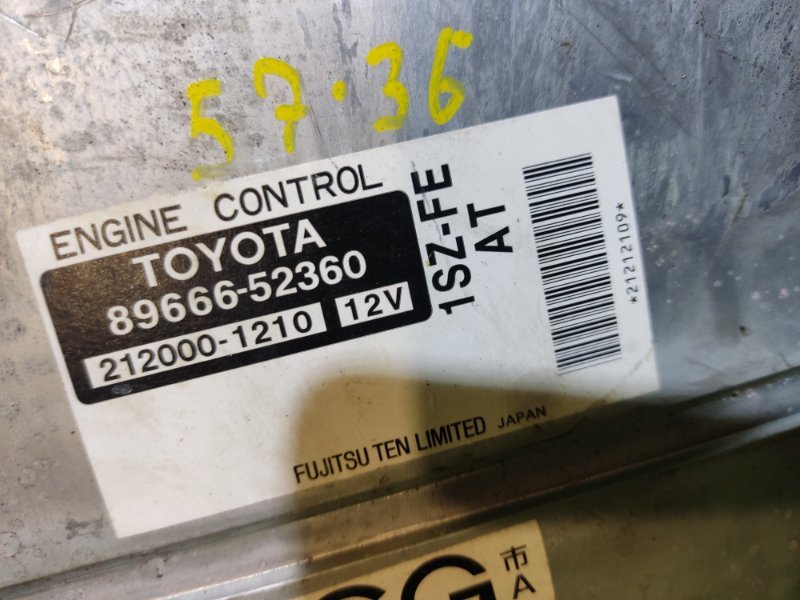 57.36
ENGINE CONTROL
TOYOTA
89666-52360
212000-1210 12V
1SZ-FE
AT
*21212109*
FUJITSU TEN LIMITED JAPAN
市
A